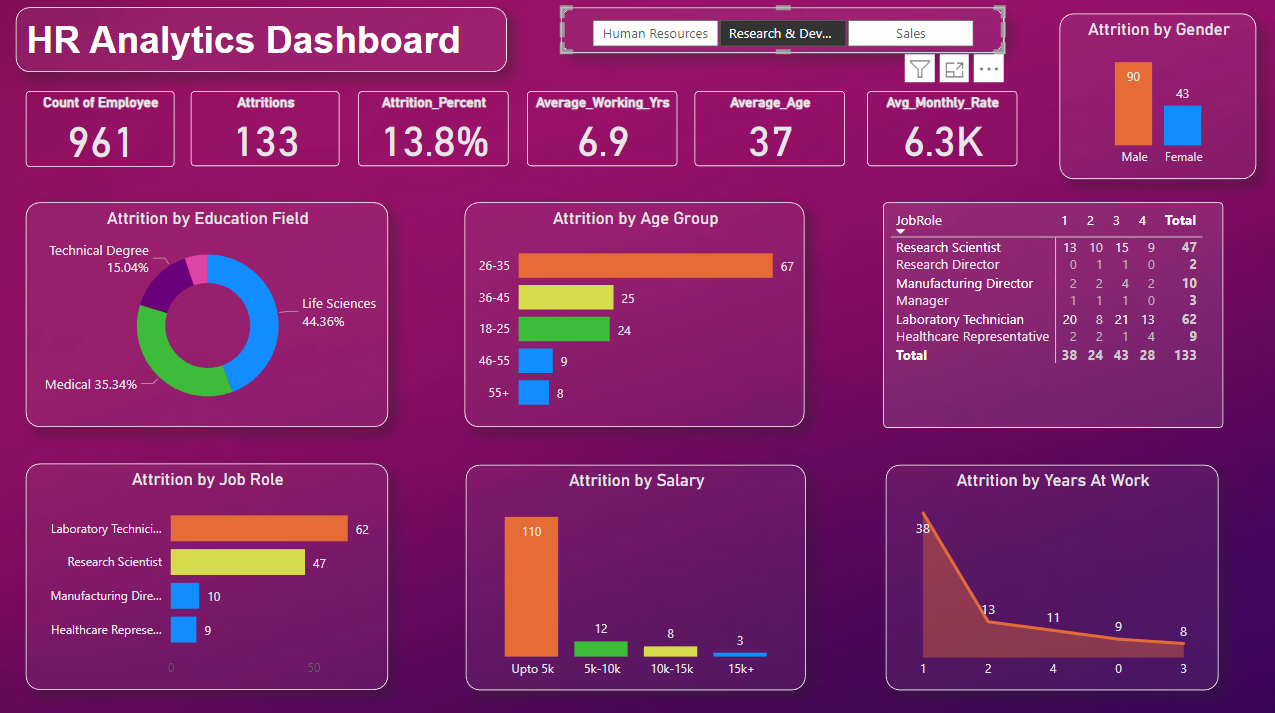 HR Analytics Dashboard
Human Resources
Research & Dev...
Sales
Attrition by Gender
90
43
Male
Female
Count of Employee
961
Attritions
133
Attrition_Percent
13.8%
Average_Working_Yrs
6.9
Average_Age
37
Avg_Monthly_Rate
6.3K
Attrition by Education Field
Technical Degree
15.04%
Life Sciences
44.36%
Medical 35.34%
Attrition by Age Group
26-35 67
36-45 25
18-25 24
46-55 9
55+ 8
JobRole 1 2 3 4 Total
Research Scientist 13 10 15 9 47
Research Director 0 1 1 0 2
Manufacturing Director 2 2 4 2 10
Manager 1 1 1 0 3
Laboratory Technician 20 8 21 13 62
Healthcare Representative 2 2 1 4 9
Total 38 24 43 28 133
Attrition by Job Role
Laboratory Technici... 62
Research Scientist 47
Manufacturing Dire... 10
Healthcare Represe... 9
0 50
Attrition by Salary
110
12
8
3
Upto 5k 5k-10k 10k-15k 15k+
Attrition by Years At Work
38
13
11
9
8
1 2 4 0 3